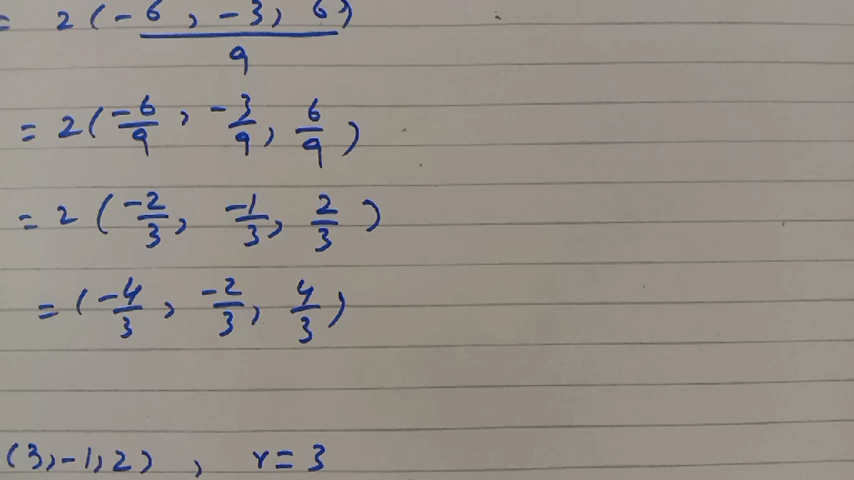 = 2 (-6, -3, 6)/9
= 2 (-6/9, -3/9, 6/9)
= 2 (-2/3, -1/3, 2/3)
= (-4/3, -2/3, 4/3)
(3, -1, 2), r = 3